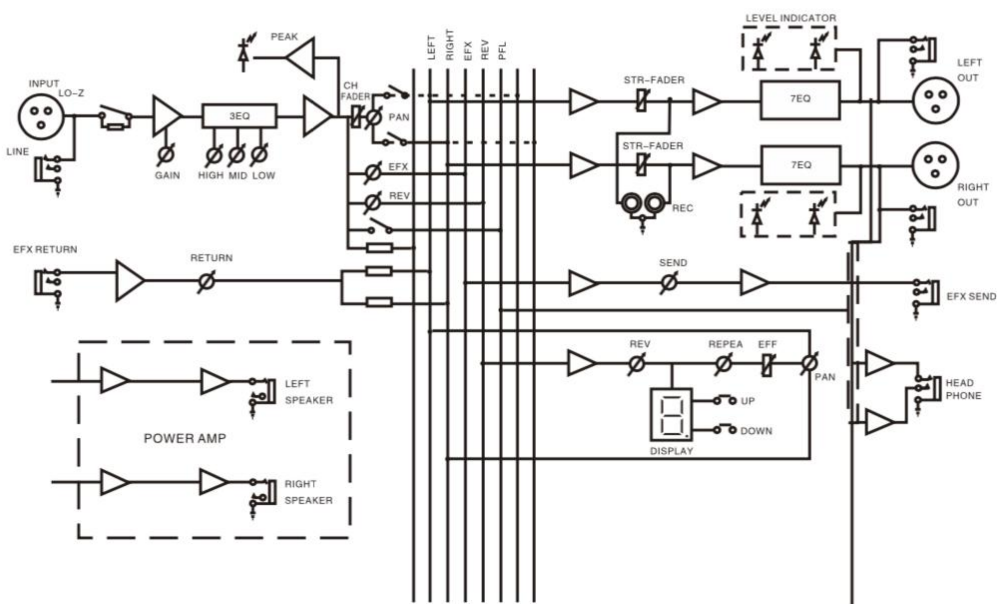 INPUT
LO-Z
LINE
GAIN
3EQ
HIGH MID LOW
PEAK
CH
FADER
PAN
EFX
REV
LEFT
RIGHT
EFX
REV
PFL
STR-FADER
7EQ
LEVEL INDICATOR
LEFT
OUT
STR-FADER
7EQ
REC
RIGHT
OUT
EFX RETURN
RETURN
SEND
EFX SEND
REV
REPEA
EFF
PAN
UP
DOWN
DISPLAY
HEAD
PHONE
LEFT
SPEAKER
POWER AMP
RIGHT
SPEAKER